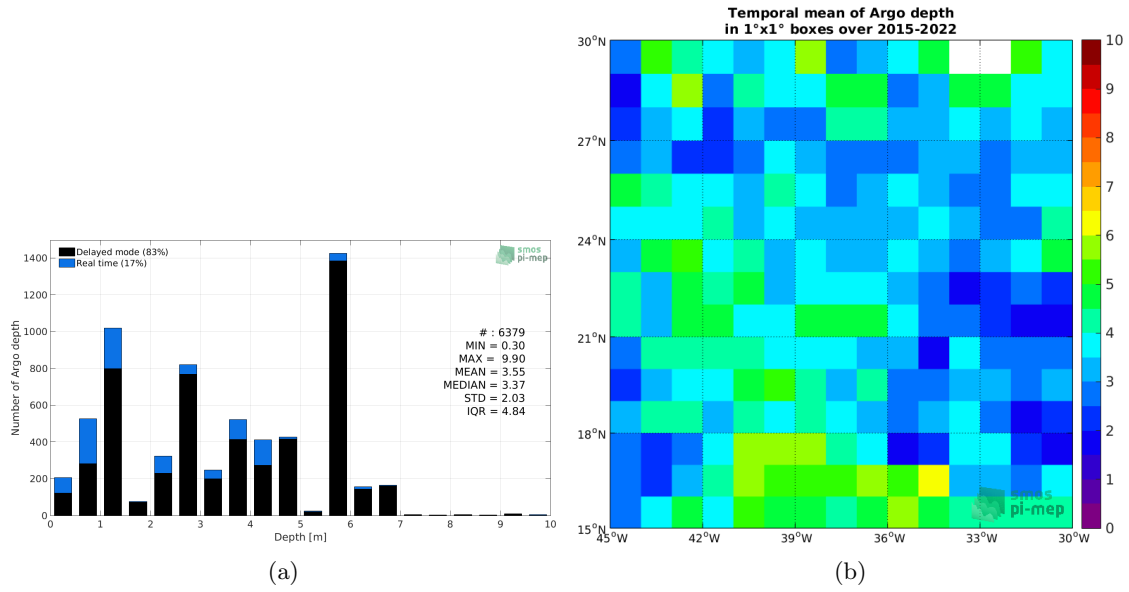 Delayed mode (83%)
Real time (17%)
smos
pi-mep
Number of Argo depth
1400
1200
1000
800
600
400
200
0
# : 6379
MIN = 0.30
MAX = 9.90
MEAN = 3.55
MEDIAN = 3.37
STD = 2.03
IQR = 4.84
0 1 2 3 4 5 6 7 8 9 10
Depth [m]
(a)
Temporal mean of Argo depth
in 1°x1° boxes over 2015-2022
30°N
27°N
24°N
21°N
18°N
15°N
45°W 42°W 39°W 36°W 33°W 30°W
smos
pi-mep
10
9
8
7
6
5
4
3
2
1
0
(b)